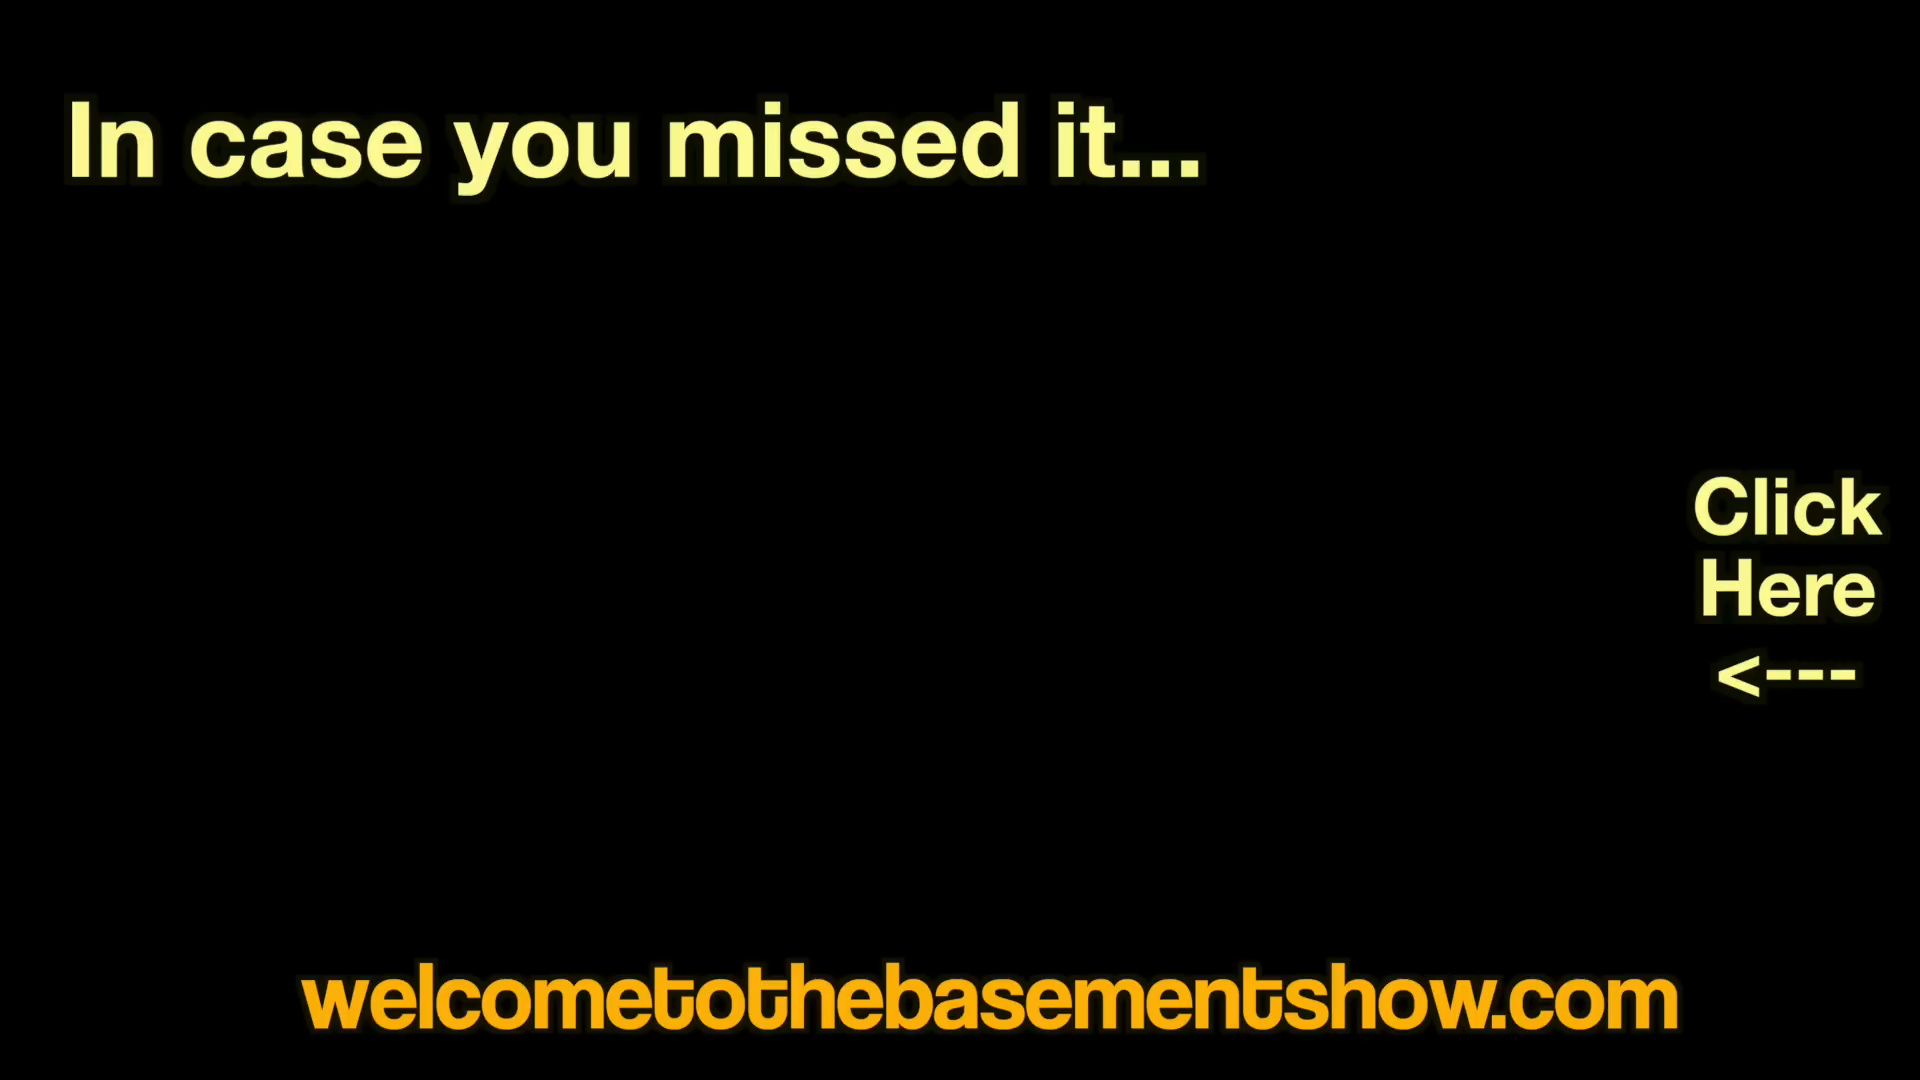 In case you missed it...
Click
Here
<---
welcometothebasementshow.com